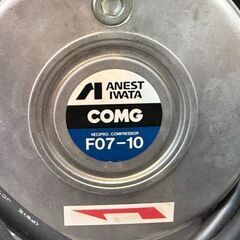 ANEST
IWATA
COMG
RECIPRO. COMPRESSOR
F07-10